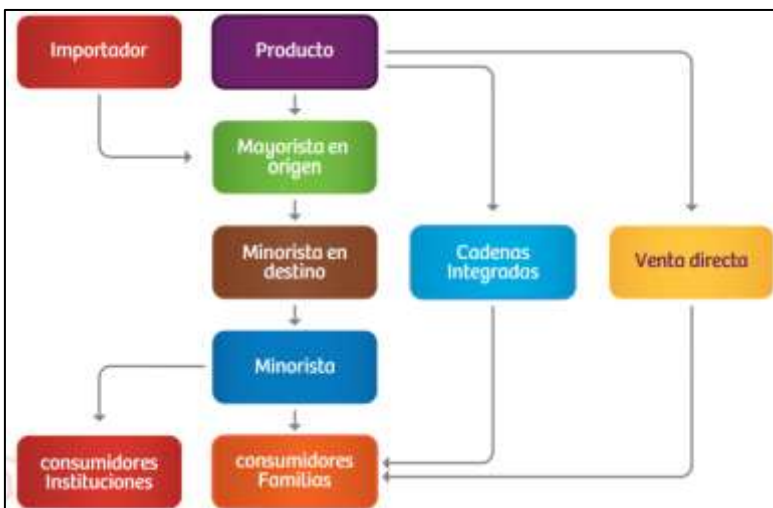 Importador
Producto
Mayorista en
origen
Minorista en
destino
Cadenas
Integradas
Venta directa
Minorista
consumidores
Instituciones
consumidores
Familias